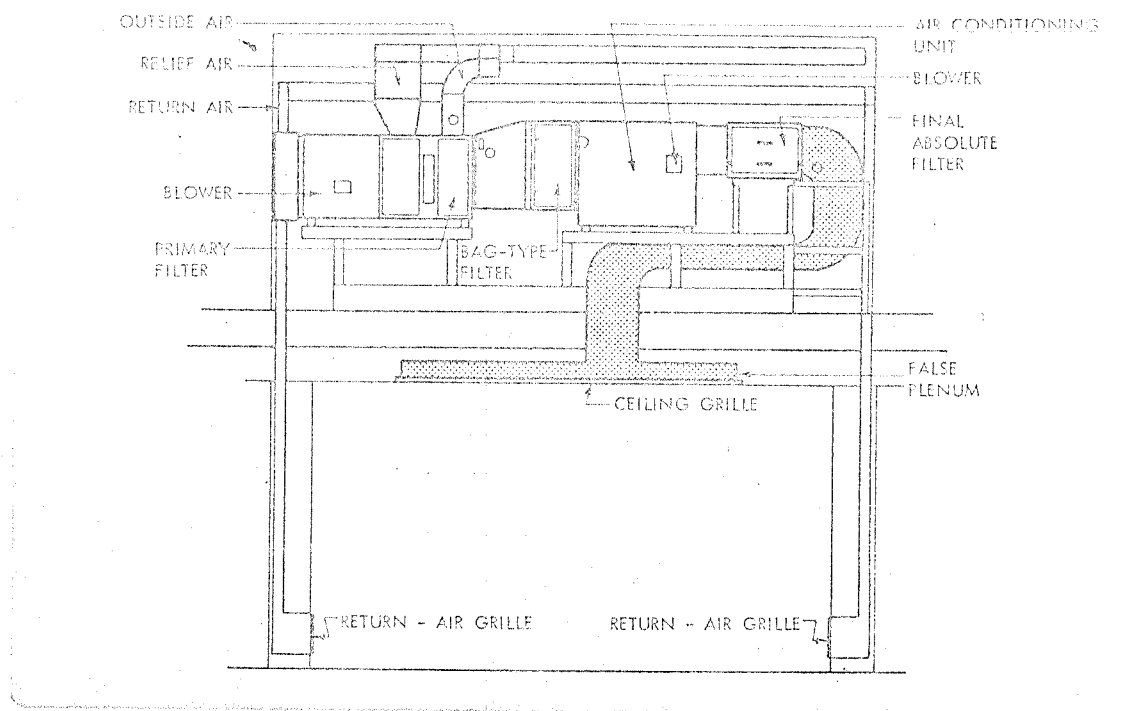 OUTSIDE AIR
RELIEF AIR
RETURN AIR
BLOWER
PRIMARY
FILTER
BAG-TYPE
FILTER
AIR CONDITIONING
UNIT
BLOWER
FINAL
ABSOLUTE
FILTER
FALSE
PLENUM
CEILING GRILLE
RETURN - AIR GRILLE
RETURN - AIR GRILLE